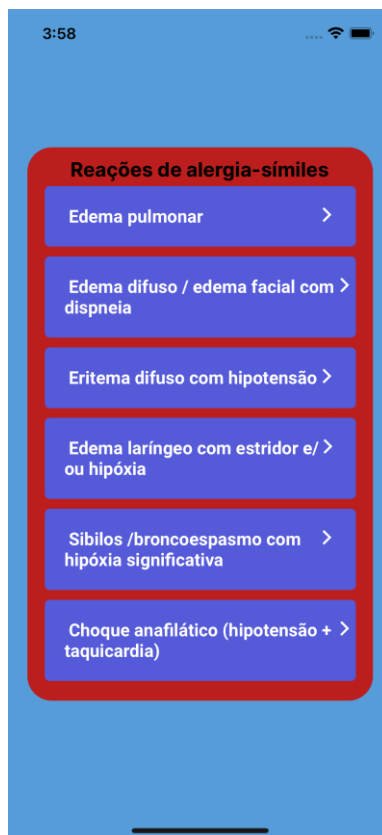 3:58
Reações de alergia-símiles
Edema pulmonar
Edema difuso / edema facial com
dispneia
Eritema difuso com hipotensão
Edema laríngeo com estridor e/
ou hipóxia
Sibilos /broncoespasmo com
hipóxia significativa
Choque anafilático (hipotensão +
taquicardia)